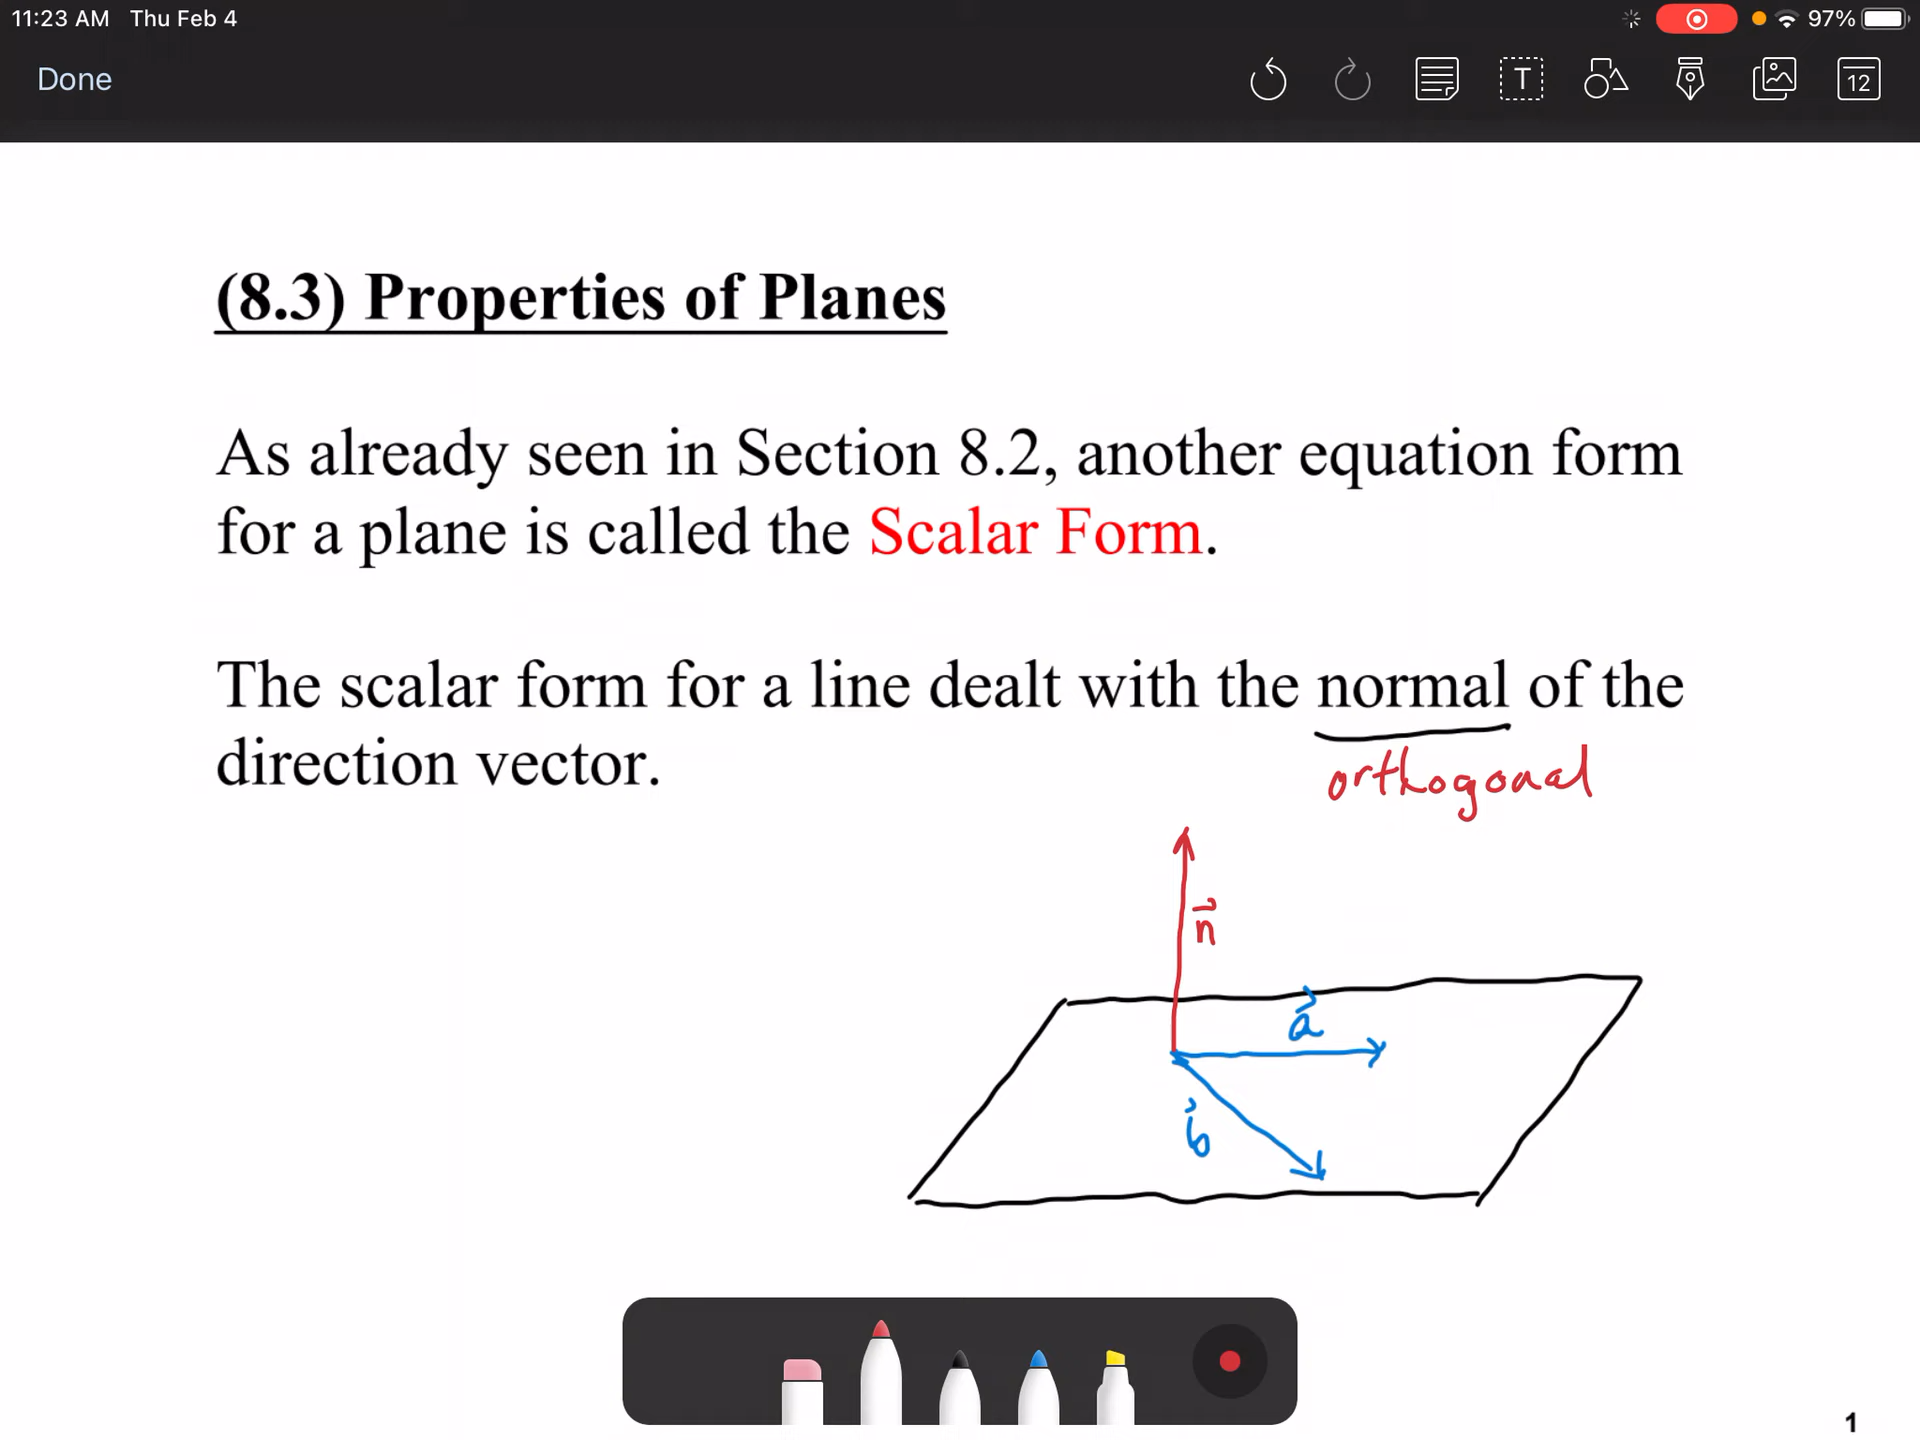 11:23 AM Thu Feb 4
97%
Done
T
12
(8.3) Properties of Planes
As already seen in Section 8.2, another equation form
for a plane is called the Scalar Form.
The scalar form for a line dealt with the normal of the
direction vector.
orthogonal
n⃗
a⃗
b⃗
1